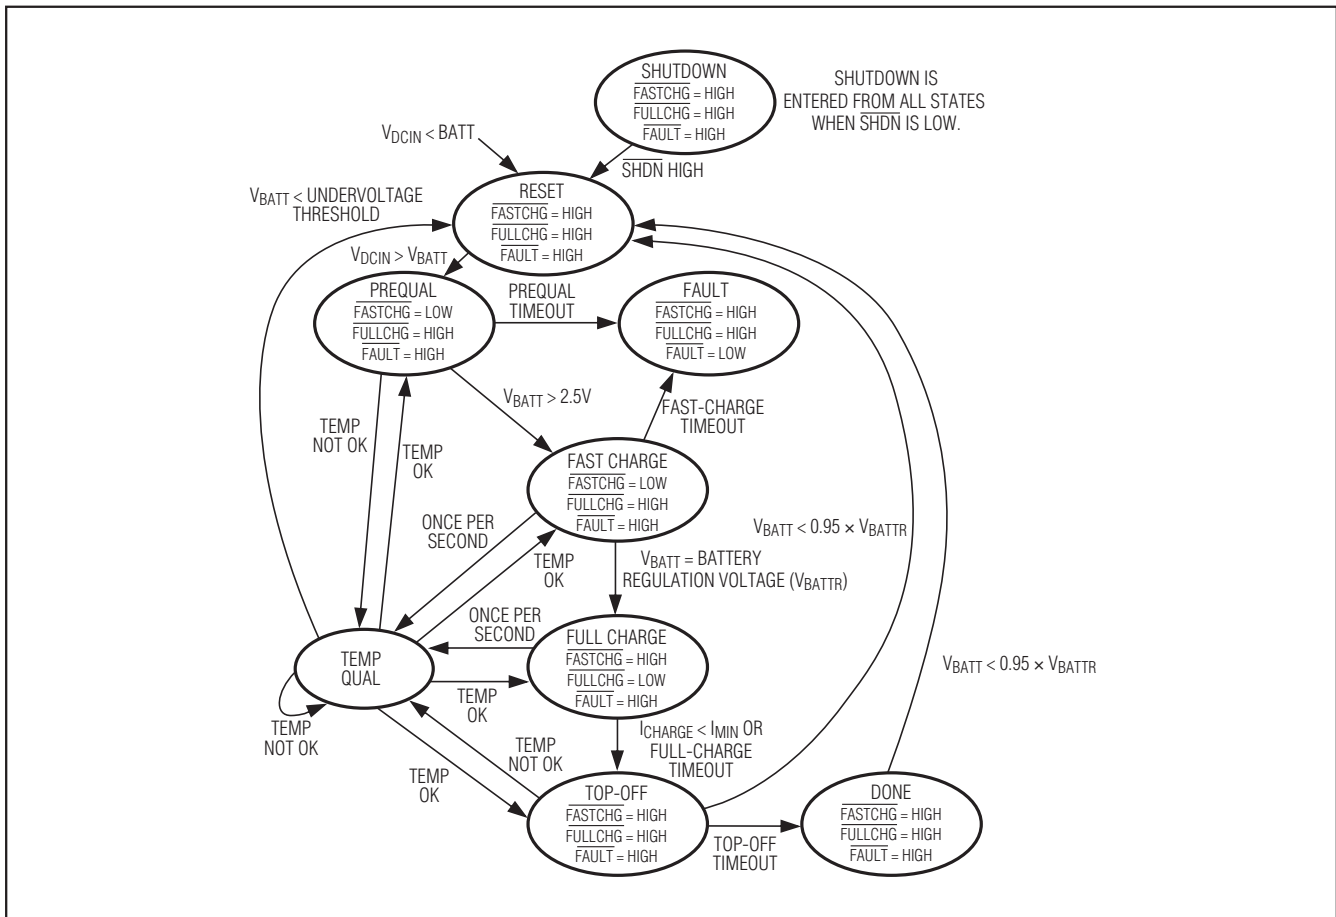 SHUTDOWN
FASTCHG = HIGH
FULLCHG = HIGH
FAULT = HIGH
SHUTDOWN IS
ENTERED FROM ALL STATES
WHEN SHDN IS LOW.
VDCIN < BATT
SHDN HIGH
RESET
FASTCHG = HIGH
FULLCHG = HIGH
FAULT = HIGH
VBATT < UNDERVOLTAGE
THRESHOLD
VDCIN > VBATT
PREQUAL
FASTCHG = LOW
FULLCHG = HIGH
FAULT = HIGH
PREQUAL
TIMEOUT
FAULT
FASTCHG = HIGH
FULLCHG = HIGH
FAULT = LOW
VBATT > 2.5V
FAST-CHARGE
TIMEOUT
TEMP
NOT OK
TEMP
OK
FAST CHARGE
FASTCHG = LOW
FULLCHG = HIGH
FAULT = HIGH
ONCE PER
SECOND
TEMP
OK
VBATT = BATTERY
REGULATION VOLTAGE (VBATTR)
VBATT < 0.95 × VBATTR
ONCE PER
SECOND
FULL CHARGE
FASTCHG = HIGH
FULLCHG = LOW
FAULT = HIGH
TEMP
QUAL
TEMP
OK
VBATT < 0.95 × VBATTR
TEMP
NOT OK
TEMP
NOT OK
TEMP
OK
ICHARGE < IMIN OR
FULL-CHARGE
TIMEOUT
TOP-OFF
FASTCHG = HIGH
FULLCHG = HIGH
FAULT = HIGH
TOP-OFF
TIMEOUT
DONE
FASTCHG = HIGH
FULLCHG = HIGH
FAULT = HIGH